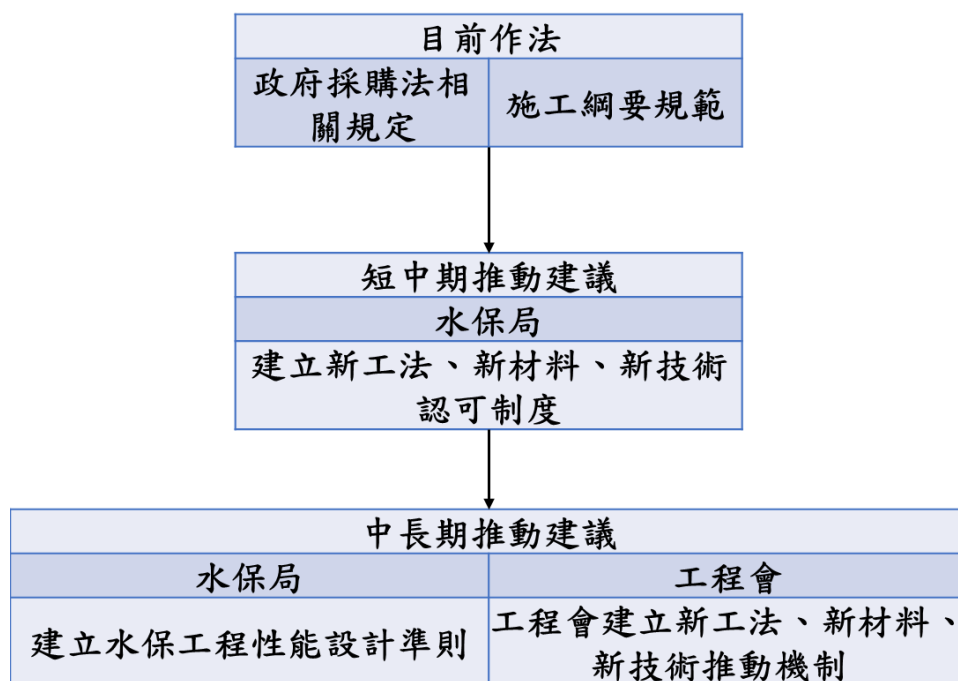 目前作法
政府採購法相
關規定
施工綱要規範
短中期推動建議
水保局
建立新工法、新材料、新技術
認可制度
中長期推動建議
水保局
工程會
建立水保工程性能設計準則
工程會建立新工法、新材料、
新技術推動機制